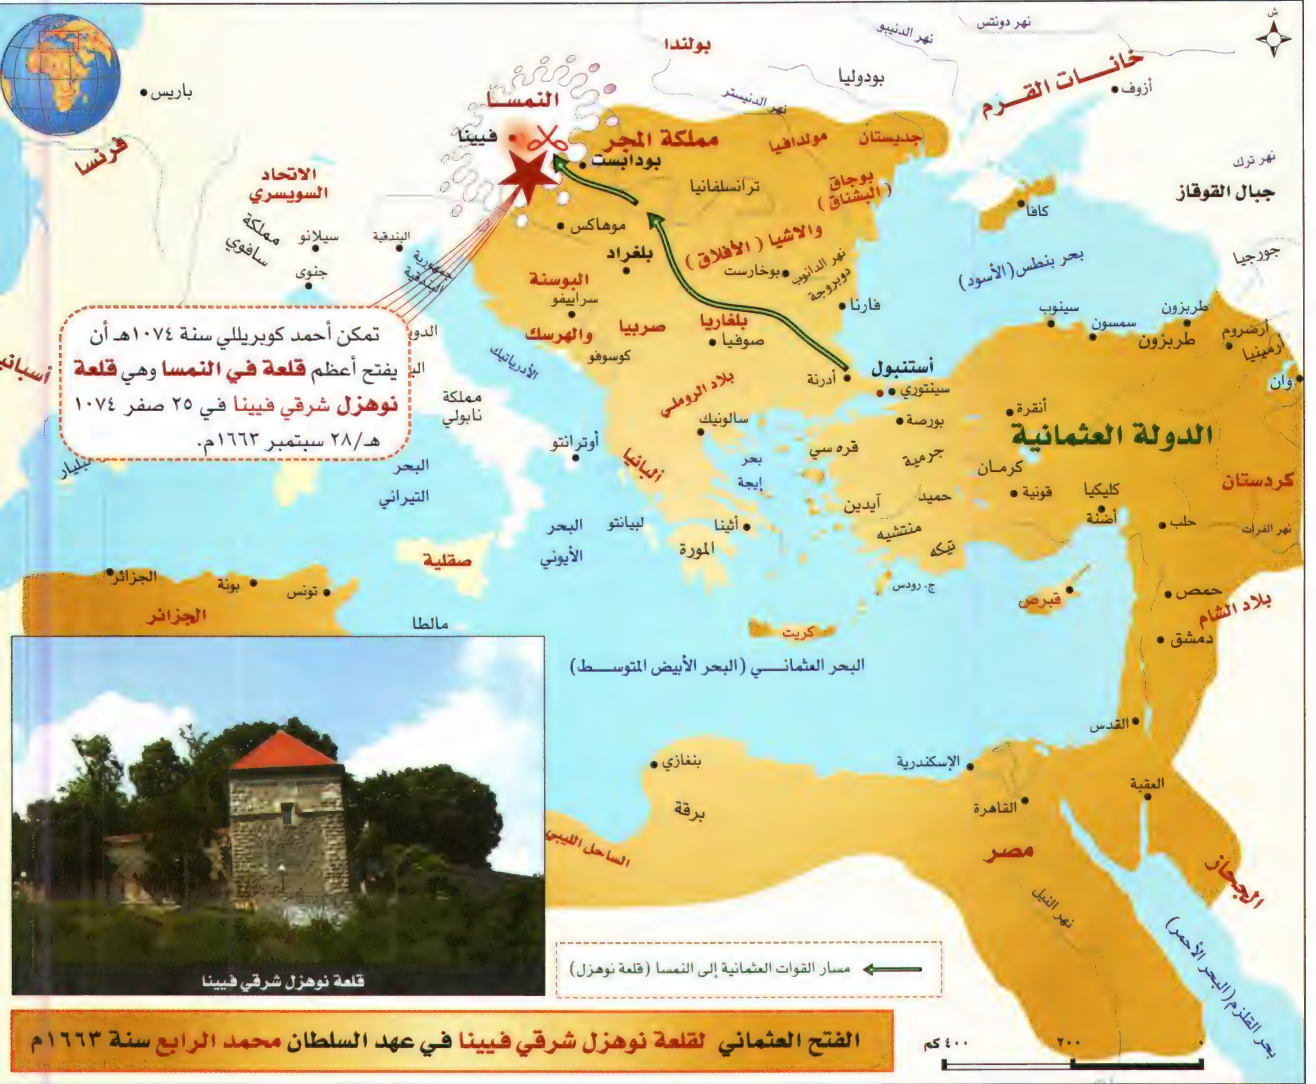 ش
نهر دونتس
نهر الدنيبو
بولندا
خانات القرم
أزوف
بودوليا
نهر الدنيستر
باريس
النمسا
فيينا
فرنسا
مملكة المجر
مولدافيا
جديستان
بودابست
نهر ترك
جبال القوقاز
الاتحاد
السويسري
ترانسلفانيا
بوجاق
(البشناق)
كافا
مملكة
سافوي
سيلانو
البندقية
موهاكس
والاشيا (الأفلاق)
جمهورية
البندقية
جنوى
بلغراد
بوخارست
نهر الدانوب
دوبروجة
بحر بنطس (الأسود)
جورجيا
البوسنة
سراييفو
والهرسك
صربيا
بلغاريا
صوفيا
كوسوفو
فارنا
سينوب
سمسون
طربزون
طربزون
أرضروم
أرمينيا
وان
تمكن أحمد كوبريللي سنة ١٠٧٤هـ أن
يفتح أعظم قلعة في النمسا وهي قلعة
نوهزل شرقي فيينا في ٢٥ صفر ١٠٧٤
هـ/٢٨ سبتمبر ١٦٦٣م.
الأدرياتيك
مملكة
نابولي
بلاد الروملي
أدرنة
أستنبول
سينتوري
بورصة
أنقرة
الدولة العثمانية
سالونيك
أوترانتو
ألبانيا
بحر
إيجة
قره سي
جرمية
كرمان
قونية
كليكيا
أضنة
كردستان
البحر
التيراني
آيدين
حميد
البحر
الأيوني
ليبانتو
أثينا
المورة
منتشيه
تيكه
حلب
نهر الفرات
صقلية
الجزائر
بونة
تونس
الجزائر
مالطا
ج. رودس
قبرص
حمص
بلاد الشام
دمشق
كريت
البحر العثماني (البحر الأبيض المتوسط)
القدس
بنغازي
الإسكندرية
العقبة
برقة
القاهرة
الساحل الليبي
مصر
الحجاز
نهر النيل
بحر القلزم (البحر الأحمر)
قلعة نوهزل شرقي فيينا
مسار القوات العثمانية إلى النمسا (قلعة نوهزل)
الفتح العثماني لقلعة نوهزل شرقي فيينا في عهد السلطان محمد الرابع سنة ١٦٦٣م
٤٠٠ كم
٢٠٠
٠